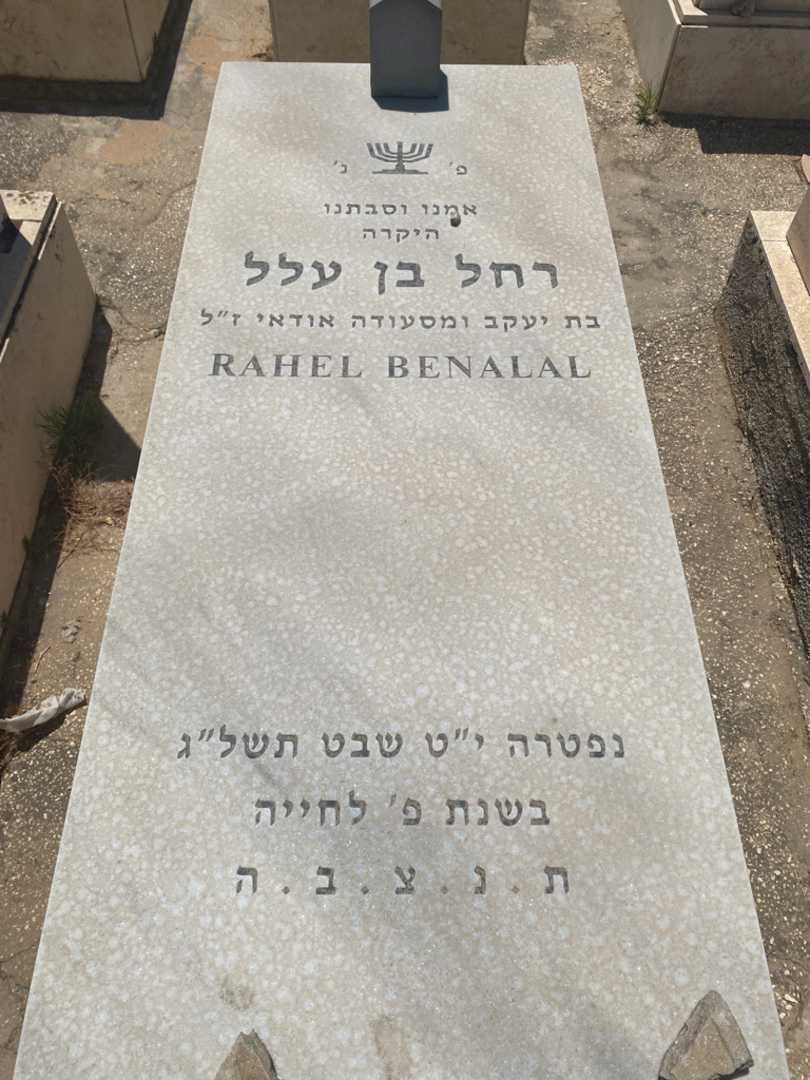 פ' נ'
אמנו וסבתנו
היקרה
רחל בן עלל
בת יעקב ומסעודה אודאי ז"ל
RAHEL BENALAL
נפטרה י"ט שבט תשל"ג
בשנת פ' לחייה
ת . נ . צ . ב . ה